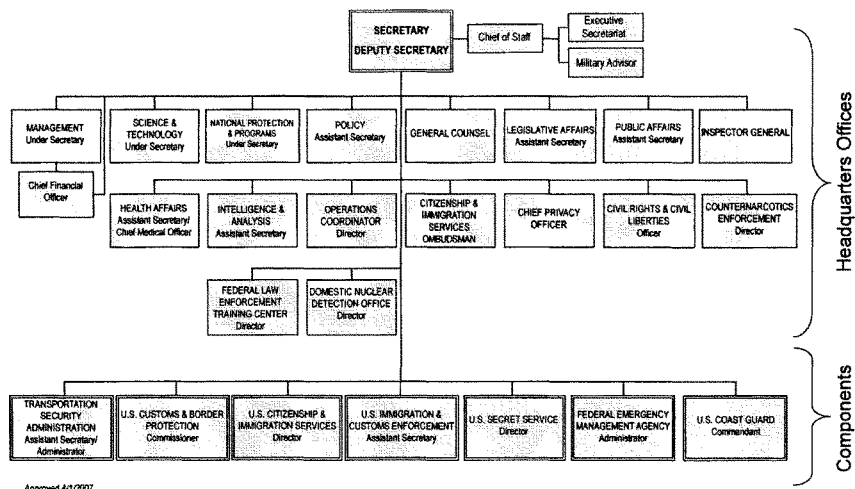 SECRETARY
DEPUTY SECRETARY
Chief of Staff
Executive
Secretariat
Military Advisor
MANAGEMENT
Under Secretary
SCIENCE &
TECHNOLOGY
Under Secretary
NATIONAL PROTECTION
& PROGRAMS
Under Secretary
POLICY
Assistant Secretary
GENERAL COUNSEL
LEGISLATIVE AFFAIRS
Assistant Secretary
PUBLIC AFFAIRS
Assistant Secretary
INSPECTOR GENERAL
Chief Financial
Officer
HEALTH AFFAIRS
Assistant Secretary/
Chief Medical Officer
INTELLIGENCE &
ANALYSIS
Assistant Secretary
OPERATIONS
COORDINATOR
Director
CITIZENSHIP &
IMMIGRATION
SERVICES
OMBUDSMAN
CHIEF PRIVACY
OFFICER
CIVIL RIGHTS & CIVIL
LIBERTIES
Officer
COUNTERNARCOTICS
ENFORCEMENT
Director
FEDERAL LAW
ENFORCEMENT
TRAINING CENTER
Director
DOMESTIC NUCLEAR
DETECTION OFFICE
Director
Headquarters Offices
TRANSPORTATION
SECURITY
ADMINISTRATION
Assistant Secretary/
Administrator
U.S. CUSTOMS & BORDER
PROTECTION
Commissioner
U.S. CITIZENSHIP &
IMMIGRATION SERVICES
Director
U.S. IMMIGRATION &
CUSTOMS ENFORCEMENT
Assistant Secretary
U.S. SECRET SERVICE
Director
FEDERAL EMERGENCY
MANAGEMENT AGENCY
Administrator
U.S. COAST GUARD
Commandant
Components
Approved 4/1/2007